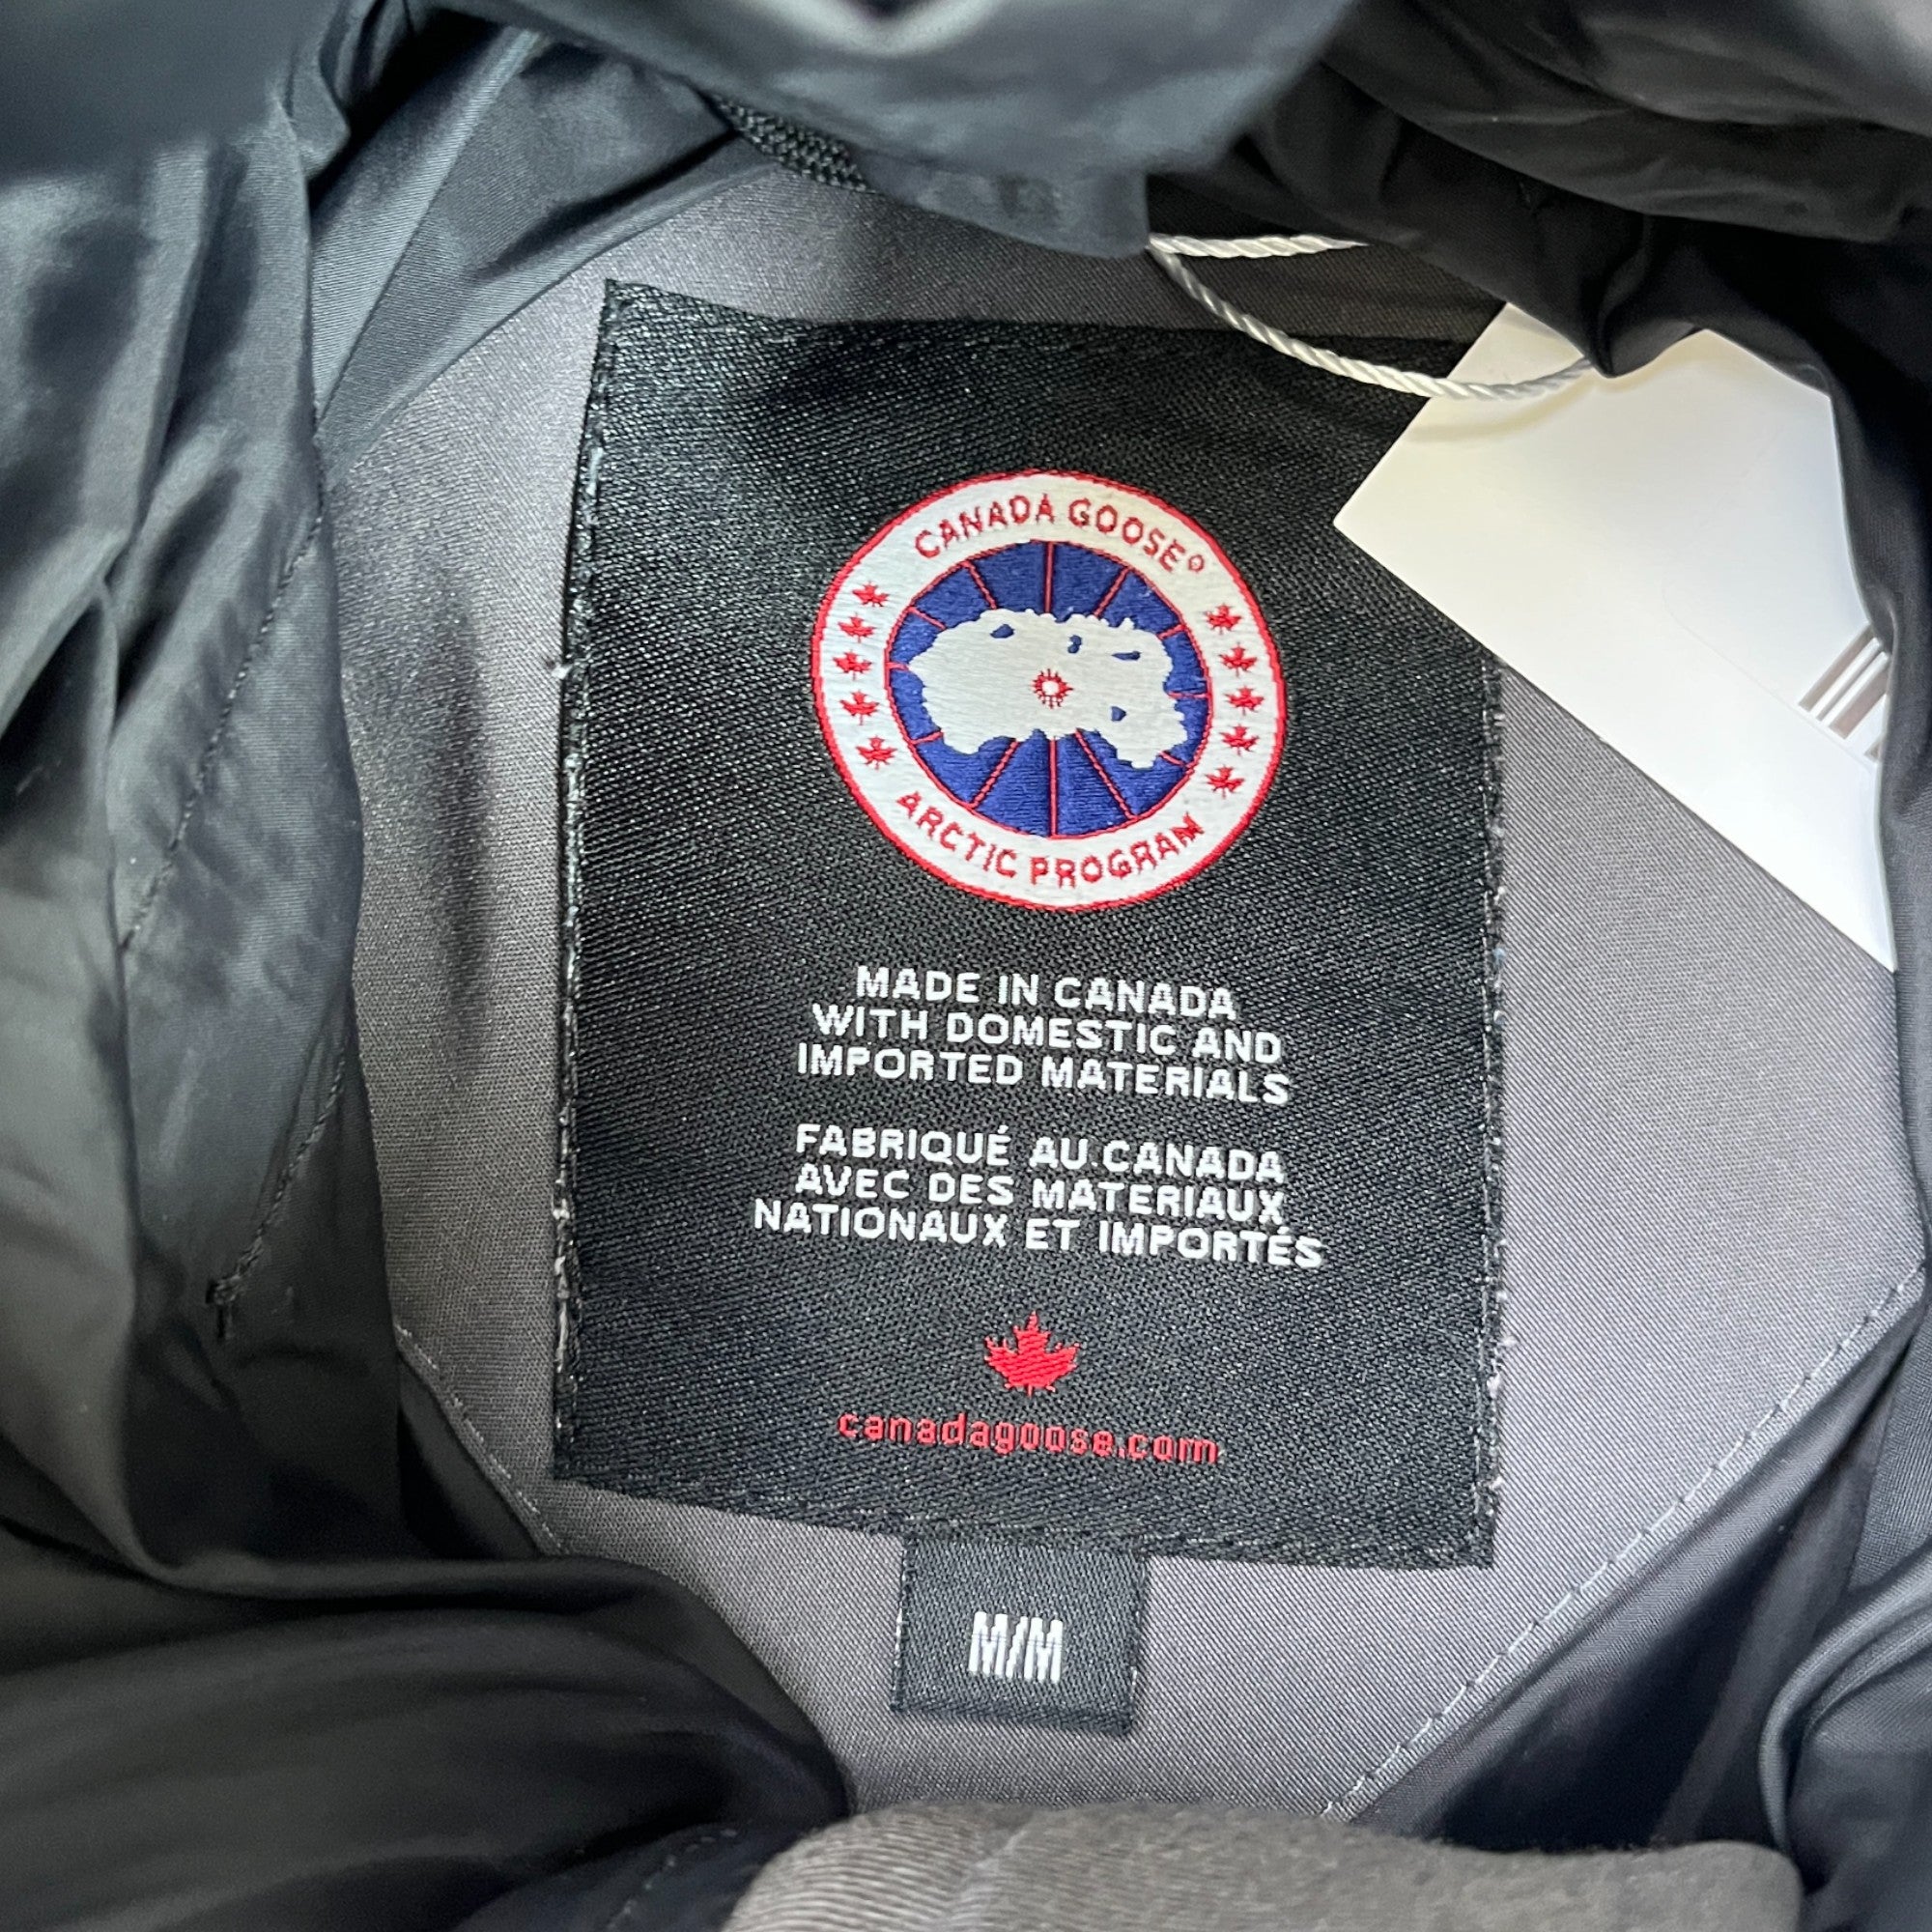 CANADA GOOSE®
ARCTIC PROGRAM
MADE IN CANADA
WITH DOMESTIC AND
IMPORTED MATERIALS
FABRIQUÉ AU CANADA
AVEC DES MATERIAUX
NATIONAUX ET IMPORTÉS
canadagoose.com
M/M